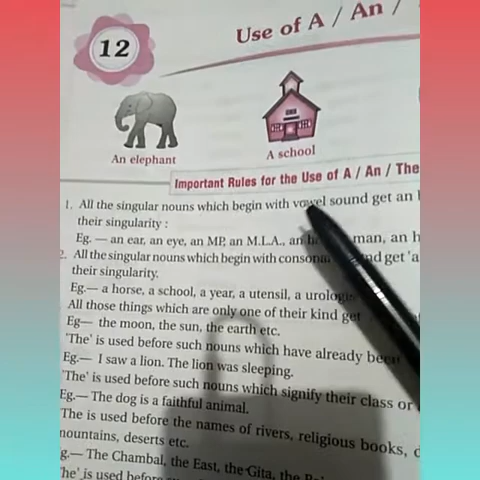 12
Use of A / An /
An elephant
A school
Important Rules for the Use of A / An / The
1. All the singular nouns which begin with vowel sound get an
their singularity :
Eg. — an ear, an eye, an MP, an M.L.A., an man, an h
2. All the singular nouns which begin with get 'a
their singularity.
Eg.— a horse, a school, a year, a utensil, a
All those things which are only one of their kind get
Eg— the moon, the sun, the earth etc.
'The' is used before such nouns which have already
Eg.— I saw a lion. The lion was sleeping.
'The' is used before such nouns which signify their class or
Eg.— The dog is a faithful animal.
The is used before the names of rivers, religious books,
mountains, deserts etc.
g.— The Chambal, the East, the Gita, the
'he' is used